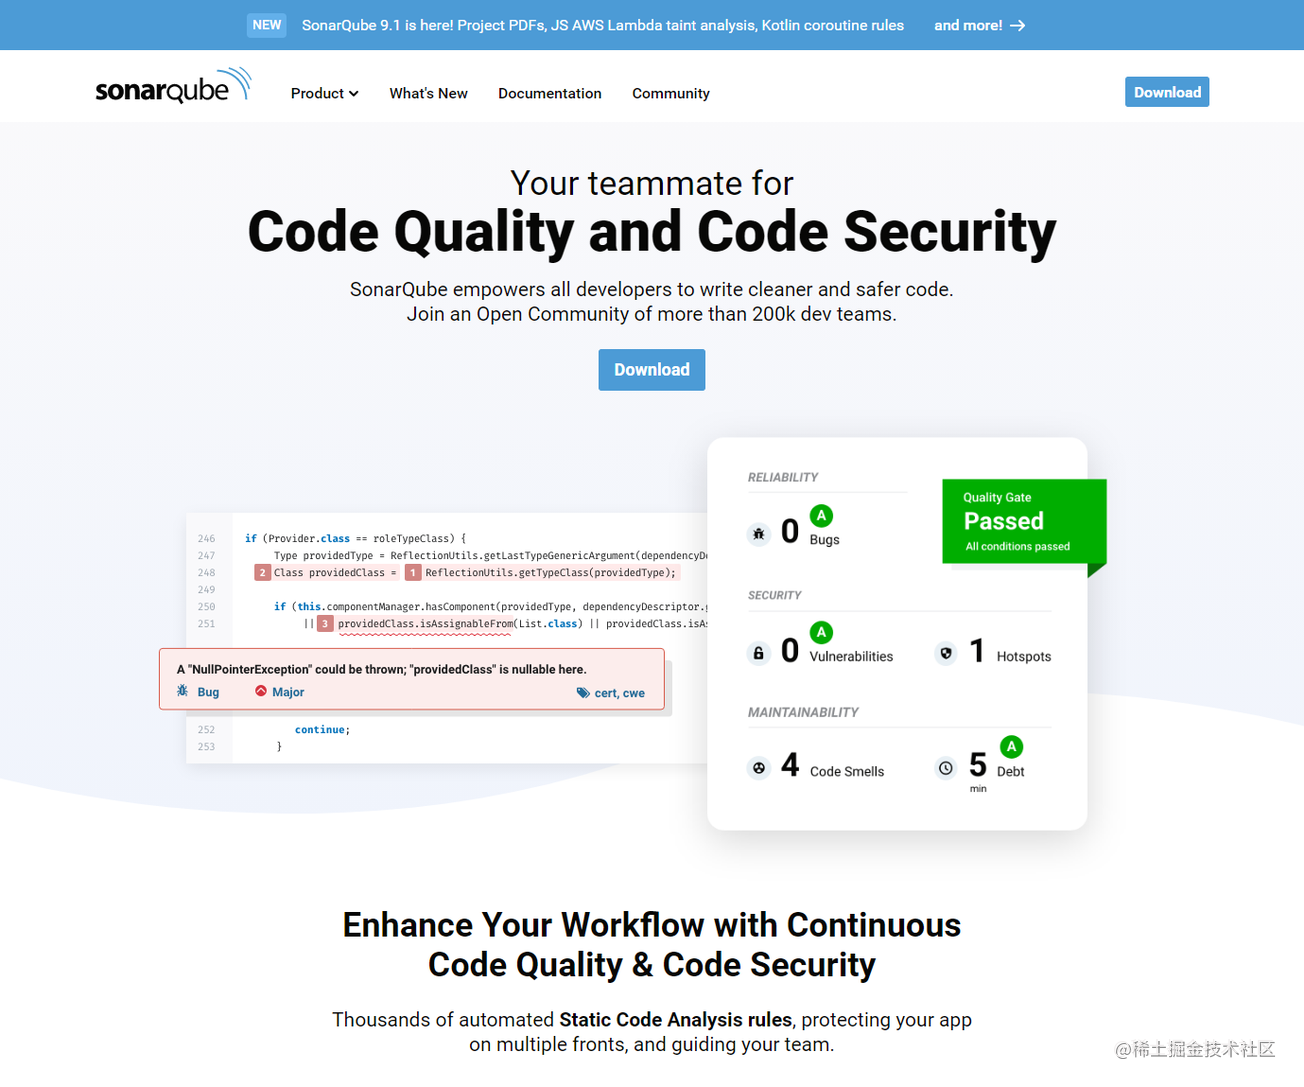 NEW SonarQube 9.1 is here! Project PDFs, JS AWS Lambda taint analysis, Kotlin coroutine rules and more! →
sonarqube Product What's New Documentation Community Download
Your teammate for
Code Quality and Code Security
SonarQube empowers all developers to write cleaner and safer code.
Join an Open Community of more than 200k dev teams.
Download
246 if (Provider.class == roleTypeClass) {
247 Type providedType = ReflectionUtils.getLastTypeGenericArgument(dependencyDe
248 2 Class providedClass = 1 ReflectionUtils.getTypeClass(providedType);
249
250 if (this.componentManager.hasComponent(providedType, dependencyDescriptor.g
251 || 3 providedClass.isAssignableFrom(List.class) || providedClass.isAs
A "NullPointerException" could be thrown; "providedClass" is nullable here.
Bug Major cert, cwe
252 continue;
253 }
RELIABILITY
0 A Bugs
Quality Gate
Passed
All conditions passed
SECURITY
0 A Vulnerabilities 1 Hotspots
MAINTAINABILITY
4 Code Smells 5 min A Debt
Enhance Your Workflow with Continuous
Code Quality & Code Security
Thousands of automated Static Code Analysis rules, protecting your app
on multiple fronts, and guiding your team.
@稀土掘金技术社区